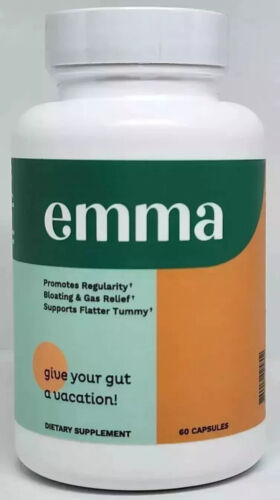 emma
Promotes Regularity†
Bloating & Gas Relief†
Supports Flatter Tummy†
give your gut
a vacation!
DIETARY SUPPLEMENT
60 CAPSULES